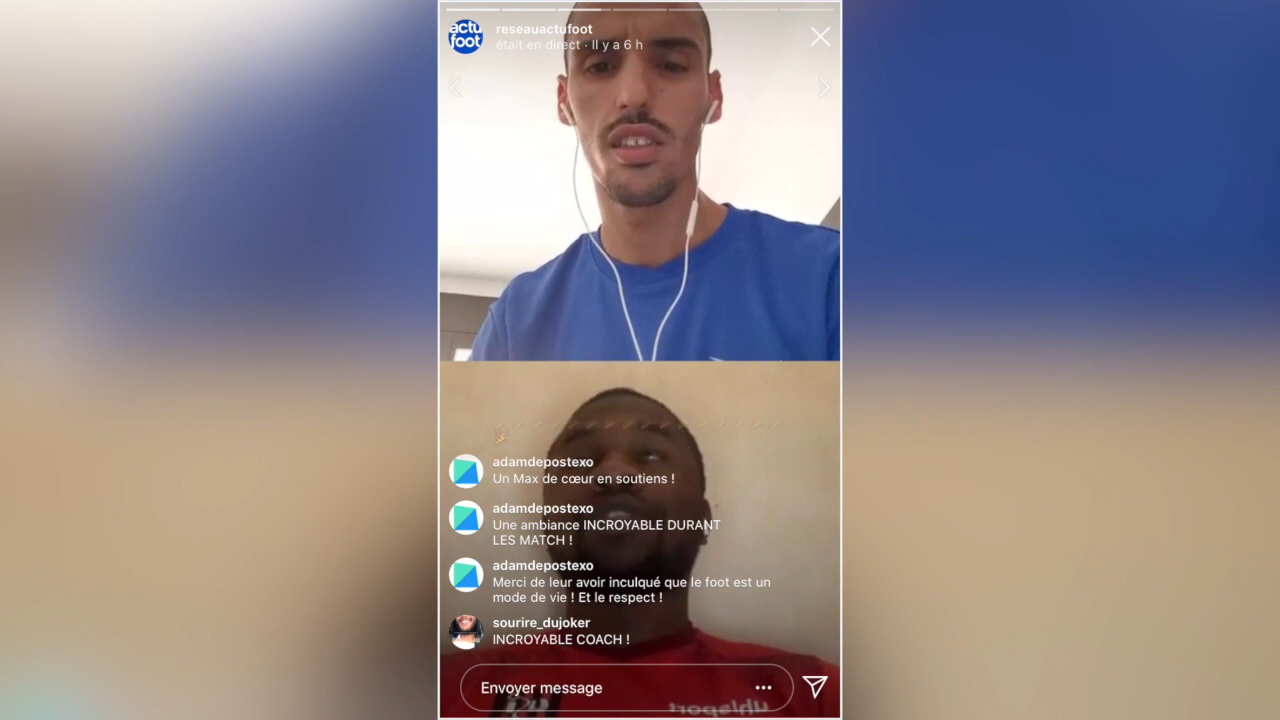 actu
foot
reseauactufoot
était en direct · Il y a 6 h
adamdepostexo
Un Max de cœur en soutiens !
adamdepostexo
Une ambiance INCROYABLE DURANT
LES MATCH !
adamdepostexo
Merci de leur avoir inculqué que le foot est un
mode de vie ! Et le respect !
sourire_dujoker
INCROYABLE COACH !
Envoyer message
uhlsport